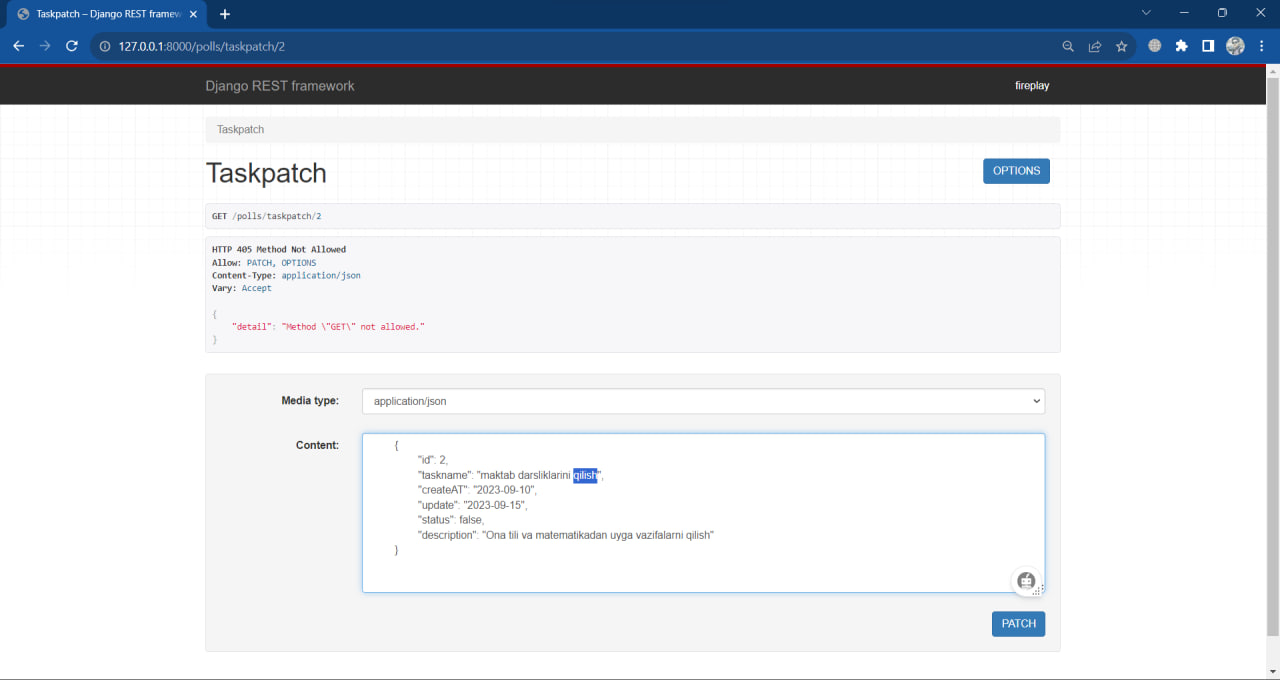 Taskpatch – Django REST framew
127.0.0.1:8000/polls/taskpatch/2
Django REST framework
fireplay
Taskpatch
Taskpatch
OPTIONS
GET /polls/taskpatch/2
HTTP 405 Method Not Allowed
Allow: PATCH, OPTIONS
Content-Type: application/json
Vary: Accept
{
"detail": "Method \"GET\" not allowed."
}
Media type:
application/json
Content:
{
"id": 2,
"taskname": "maktab darsliklarini qilish",
"createAT": "2023-09-10",
"update": "2023-09-15",
"status": false,
"description": "Ona tili va matematikadan uyga vazifalarni qilish"
}
PATCH